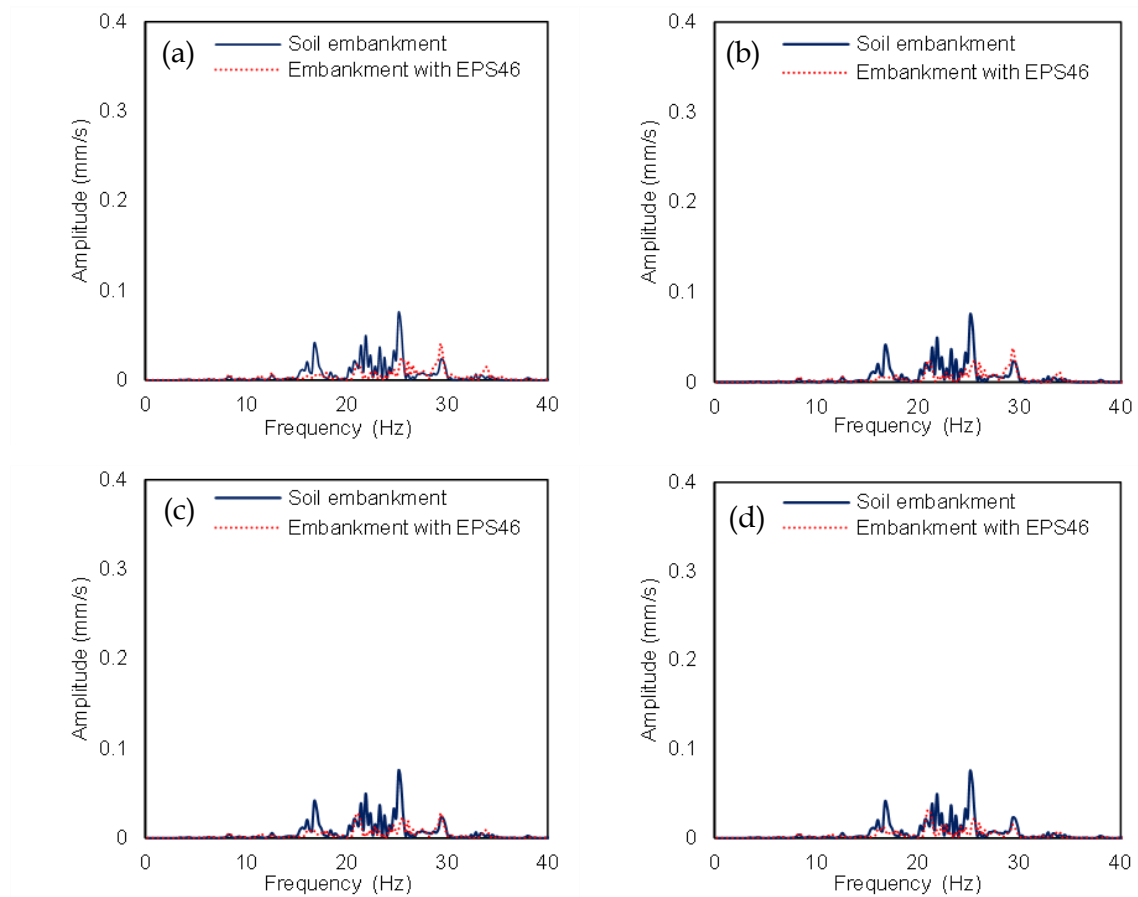 (a)
Soil embankment
Embankment with EPS46
Amplitude (mm/s)
0.4
0.3
0.2
0.1
0
0 10 20 30 40
Frequency (Hz)
(b)
Soil embankment
Embankment with EPS46
Amplitude (mm/s)
0.4
0.3
0.2
0.1
0
0 10 20 30 40
Frequency (Hz)
(c)
Soil embankment
Embankment with EPS46
Amplitude (mm/s)
0.4
0.3
0.2
0.1
0
0 10 20 30 40
Frequency (Hz)
(d)
Soil embankment
Embankment with EPS46
Amplitude (mm/s)
0.4
0.3
0.2
0.1
0
0 10 20 30 40
Frequency (Hz)